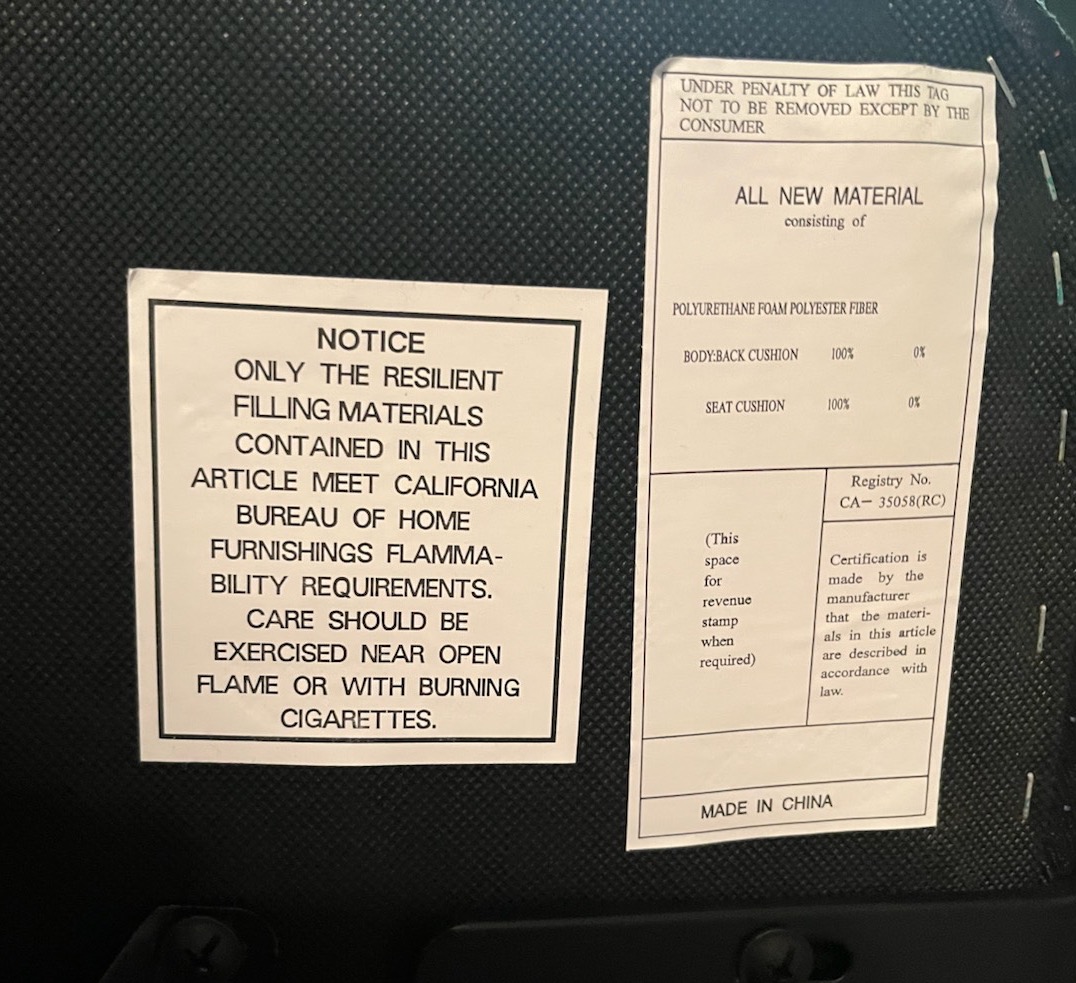 NOTICE
ONLY THE RESILIENT
FILLING MATERIALS
CONTAINED IN THIS
ARTICLE MEET CALIFORNIA
BUREAU OF HOME
FURNISHINGS FLAMMA-
BILITY REQUIREMENTS.
CARE SHOULD BE
EXERCISED NEAR OPEN
FLAME OR WITH BURNING
CIGARETTES.
UNDER PENALTY OF LAW THIS TAG
NOT TO BE REMOVED EXCEPT BY THE
CONSUMER
ALL NEW MATERIAL
consisting of
POLYURETHANE FOAM POLYESTER FIBER
BODY:BACK CUSHION 100% 0%
SEAT CUSHION 100% 0%
(This
space
for
revenue
stamp
when
required)
Registry No.
CA- 35058(RC)
Certification is
made by the
manufacturer
that the materi-
als in this article
are described in
accordance with
law.
MADE IN CHINA